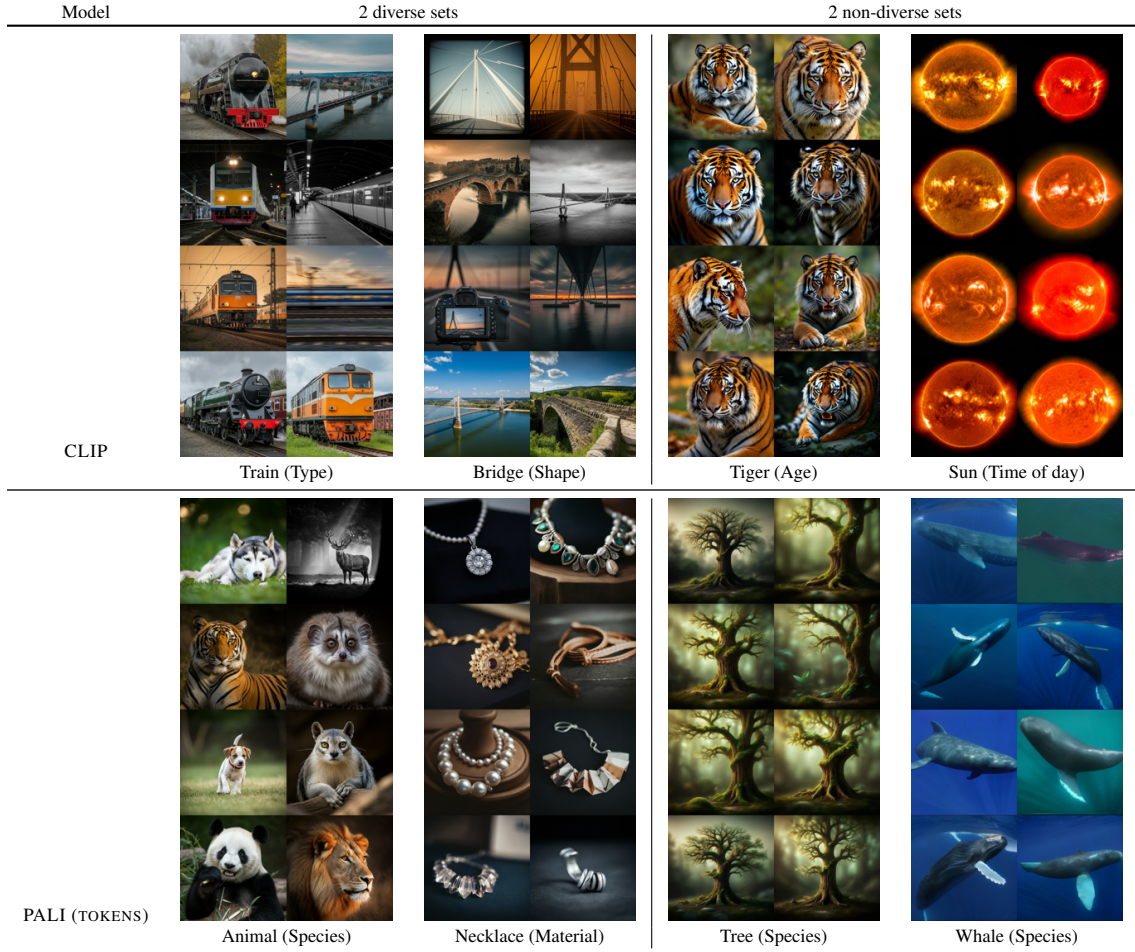 Model 2 diverse sets 2 non-diverse sets
CLIP
Train (Type) Bridge (Shape) Tiger (Age) Sun (Time of day)
PALI (TOKENS)
Animal (Species) Necklace (Material) Tree (Species) Whale (Species)